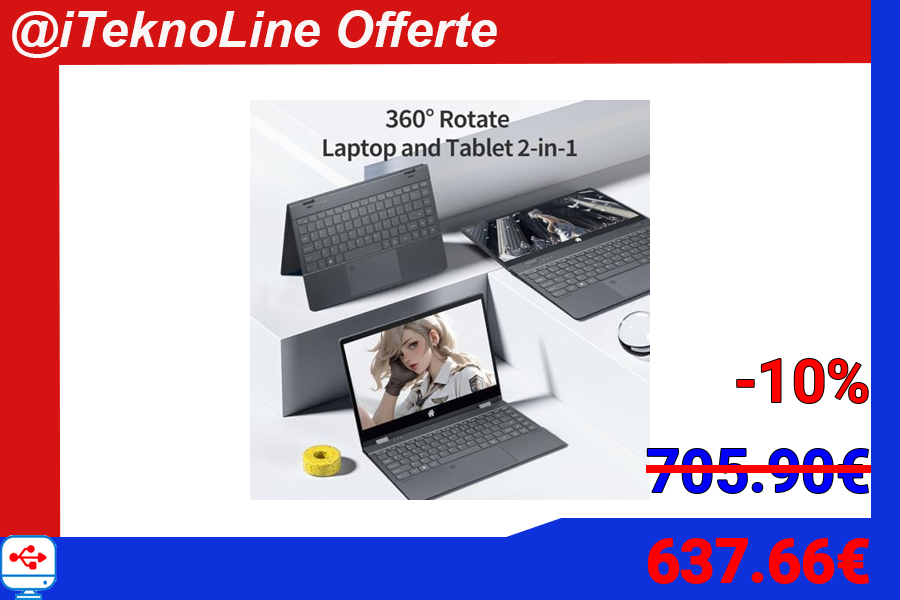 @iTeknoLine Offerte
360° Rotate
Laptop and Tablet 2-in-1
-10%
705.90€
637.66€